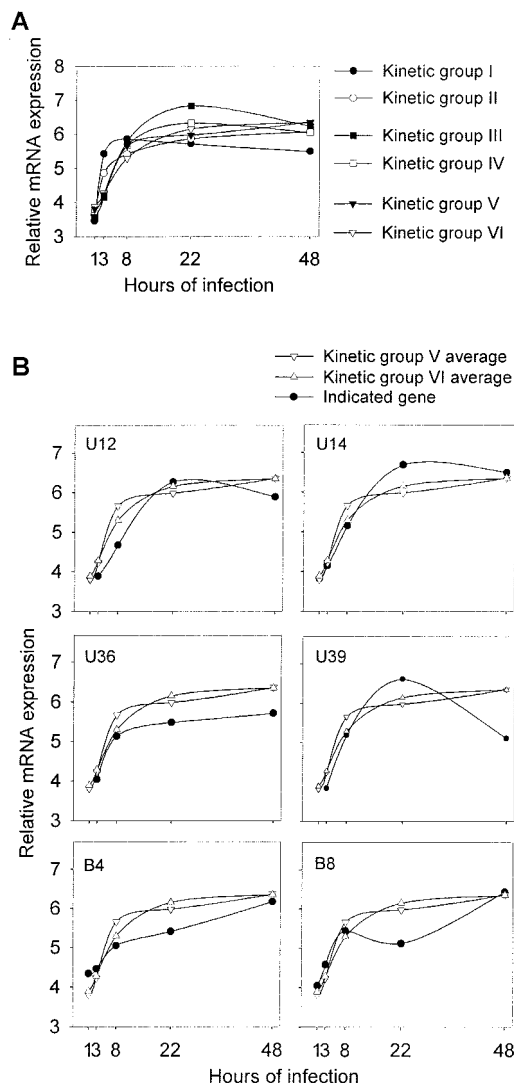 A
Relative mRNA expression
8
7
6
5
4
3
13 8 22 48
Hours of infection
Kinetic group I
Kinetic group II
Kinetic group III
Kinetic group IV
Kinetic group V
Kinetic group VI
B
Kinetic group V average
Kinetic group VI average
Indicated gene
Relative mRNA expression
U12
7
6
5
4
3
U14
U36
7
6
5
4
3
U39
B4
7
6
5
4
3
13 8 22 48
B8
13 8 22 48
Hours of infection